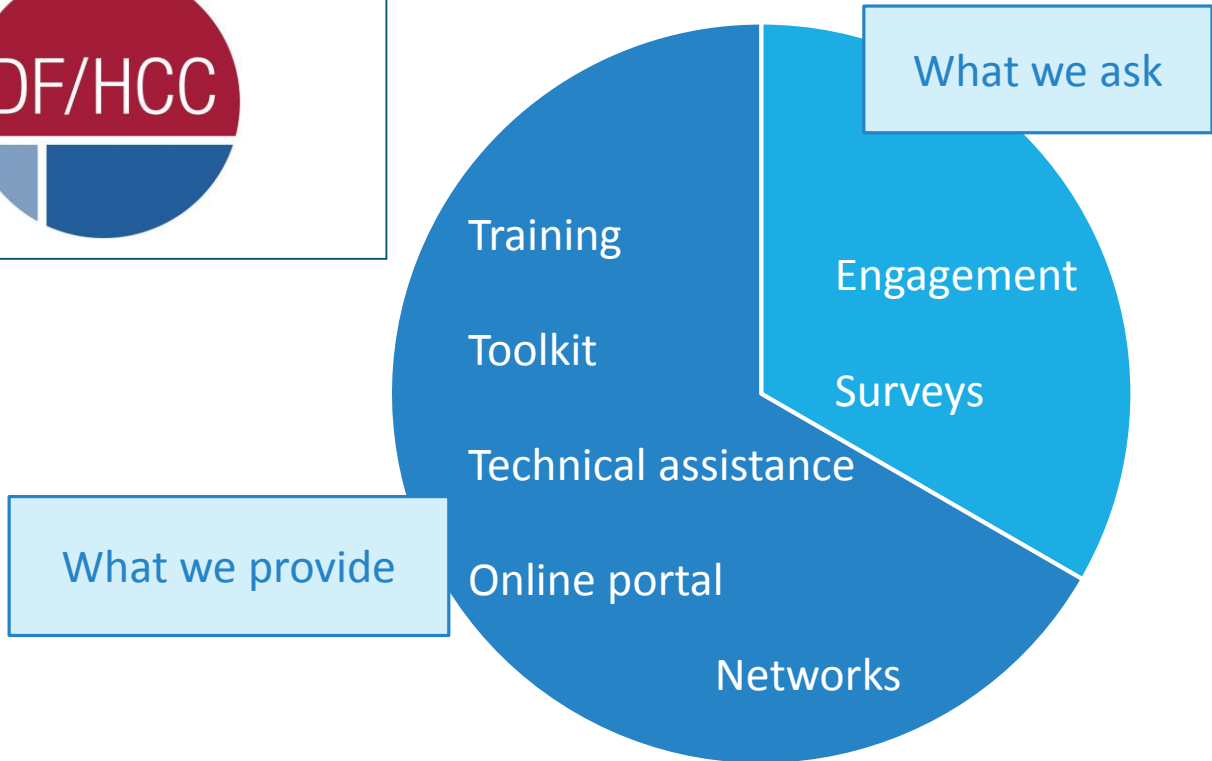 DF/HCC
What we ask
Training
Engagement
Toolkit
Surveys
Technical assistance
What we provide
Online portal
Networks